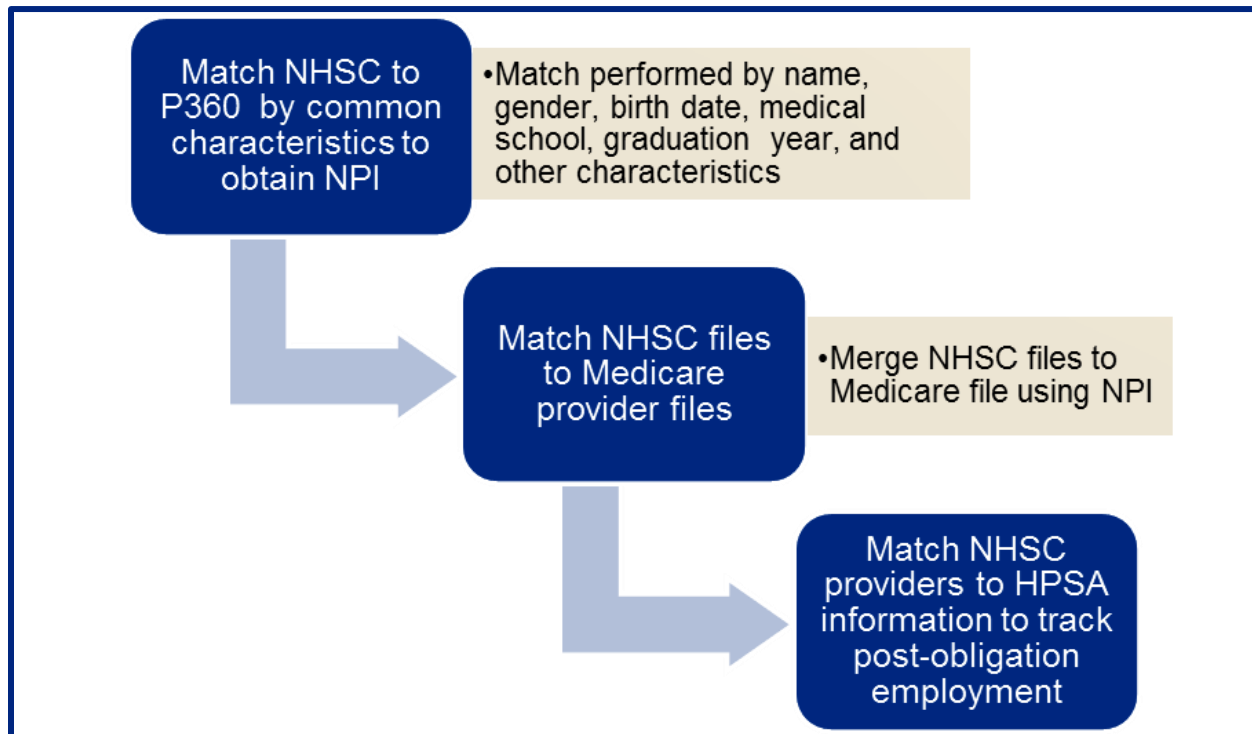 Match NHSC to
P360 by common
characteristics to
obtain NPI
•Match performed by name,
gender, birth date, medical
school, graduation year, and
other characteristics
Match NHSC files
to Medicare
provider files
•Merge NHSC files to
Medicare file using NPI
Match NHSC
providers to HPSA
information to track
post-obligation
employment